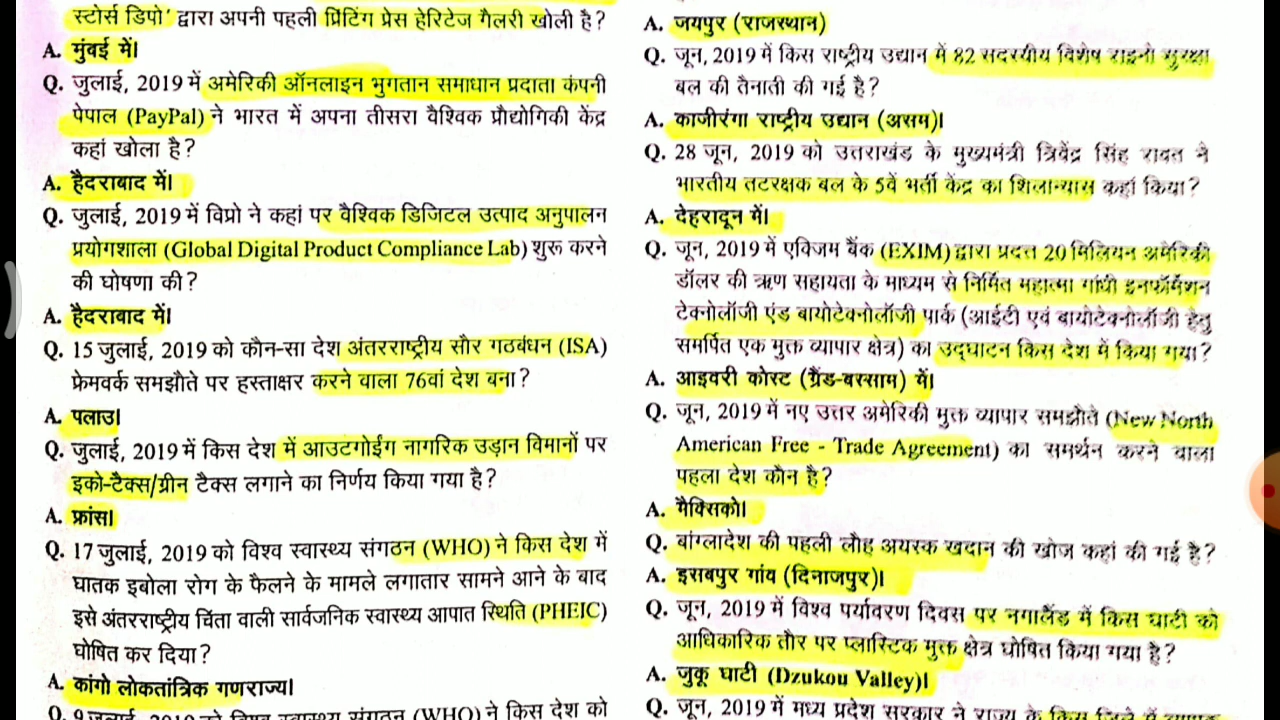 स्टोर्स डिपो' द्वारा अपनी पहली प्रिंटिंग प्रेस हेरिटेज गैलरी खोली है?
A. मुंबई में।
Q. जुलाई, 2019 में अमेरिकी ऑनलाइन भुगतान समाधान प्रदाता कंपनी
पेपाल (PayPal) ने भारत में अपना तीसरा वैश्विक प्रौद्योगिकी केंद्र
कहां खोला है?
A. हैदराबाद में।
Q. जुलाई, 2019 में विप्रो ने कहां पर वैश्विक डिजिटल उत्पाद अनुपालन
प्रयोगशाला (Global Digital Product Compliance Lab) शुरू करने
की घोषणा की?
A. हैदराबाद में।
Q. 15 जुलाई, 2019 को कौन-सा देश अंतरराष्ट्रीय सौर गठबंधन (ISA)
फ्रेमवर्क समझौते पर हस्ताक्षर करने वाला 76वां देश बना?
A. पलाउ।
Q. जुलाई, 2019 में किस देश में आउटगोईंग नागरिक उड़ान विमानों पर
इको-टैक्स/ग्रीन टैक्स लगाने का निर्णय किया गया है?
A. फ्रांस।
Q. 17 जुलाई, 2019 को विश्व स्वास्थ्य संगठन (WHO) ने किस देश में
घातक इबोला रोग के फैलने के मामले लगातार सामने आने के बाद
इसे अंतरराष्ट्रीय चिंता वाली सार्वजनिक स्वास्थ्य आपात स्थिति (PHEIC)
घोषित कर दिया?
A. कांगो लोकतांत्रिक गणराज्य।
Q. 9 जुलाई, 2019 को विश्व स्वास्थ्य संगठन (WHO) ने किस देश को
A. जयपुर (राजस्थान)
Q. जून, 2019 में किस राष्ट्रीय उद्यान में 82 सदस्यीय विशेष राइनो सुरक्षा
बल की तैनाती की गई है?
A. काजीरंगा राष्ट्रीय उद्यान (असम)।
Q. 28 जून, 2019 को उत्तराखंड के मुख्यमंत्री त्रिवेंद्र सिंह रावत ने
भारतीय तटरक्षक बल के 5वें भर्ती केंद्र का शिलान्यास कहां किया?
A. देहरादून में।
Q. जून, 2019 में एक्जिम बैंक (EXIM) द्वारा प्रदत्त 20 मिलियन अमेरिकी
डॉलर की ऋण सहायता के माध्यम से निर्मित महात्मा गांधी इनफॉर्मेशन
टेक्नोलॉजी एंड बायोटेक्नोलॉजी पार्क (आईटी एवं बायोटेक्नोलॉजी हेतु
समर्पित एक मुक्त व्यापार क्षेत्र) का उद्घाटन किस देश में किया गया?
A. आइवरी कोस्ट (ग्रैंड-बस्साम) में।
Q. जून, 2019 में नए उत्तर अमेरिकी मुक्त व्यापार समझौते (New North
American Free - Trade Agreement) का समर्थन करने वाला
पहला देश कौन है?
A. मैक्सिको।
Q. बांग्लादेश की पहली लौह अयस्क खदान की खोज कहां की गई है?
A. इसबपुर गांव (दिनाजपुर)।
Q. जून, 2019 में विश्व पर्यावरण दिवस पर नगालैंड में किस घाटी को
आधिकारिक तौर पर प्लास्टिक मुक्त क्षेत्र घोषित किया गया है?
A. जुकू घाटी (Dzukou Valley)।
Q. जून, 2019 में मध्य प्रदेश सरकार ने राज्य के किस जिले में